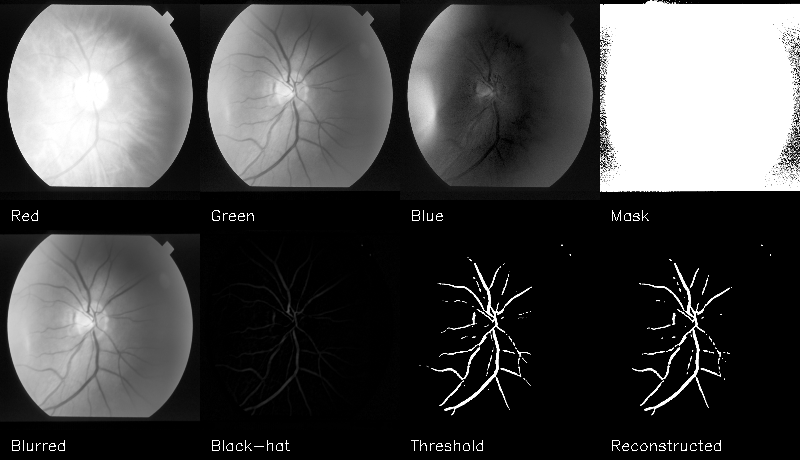 Red
Green
Blue
Mask
Blurred
Black-hat
Threshold
Reconstructed